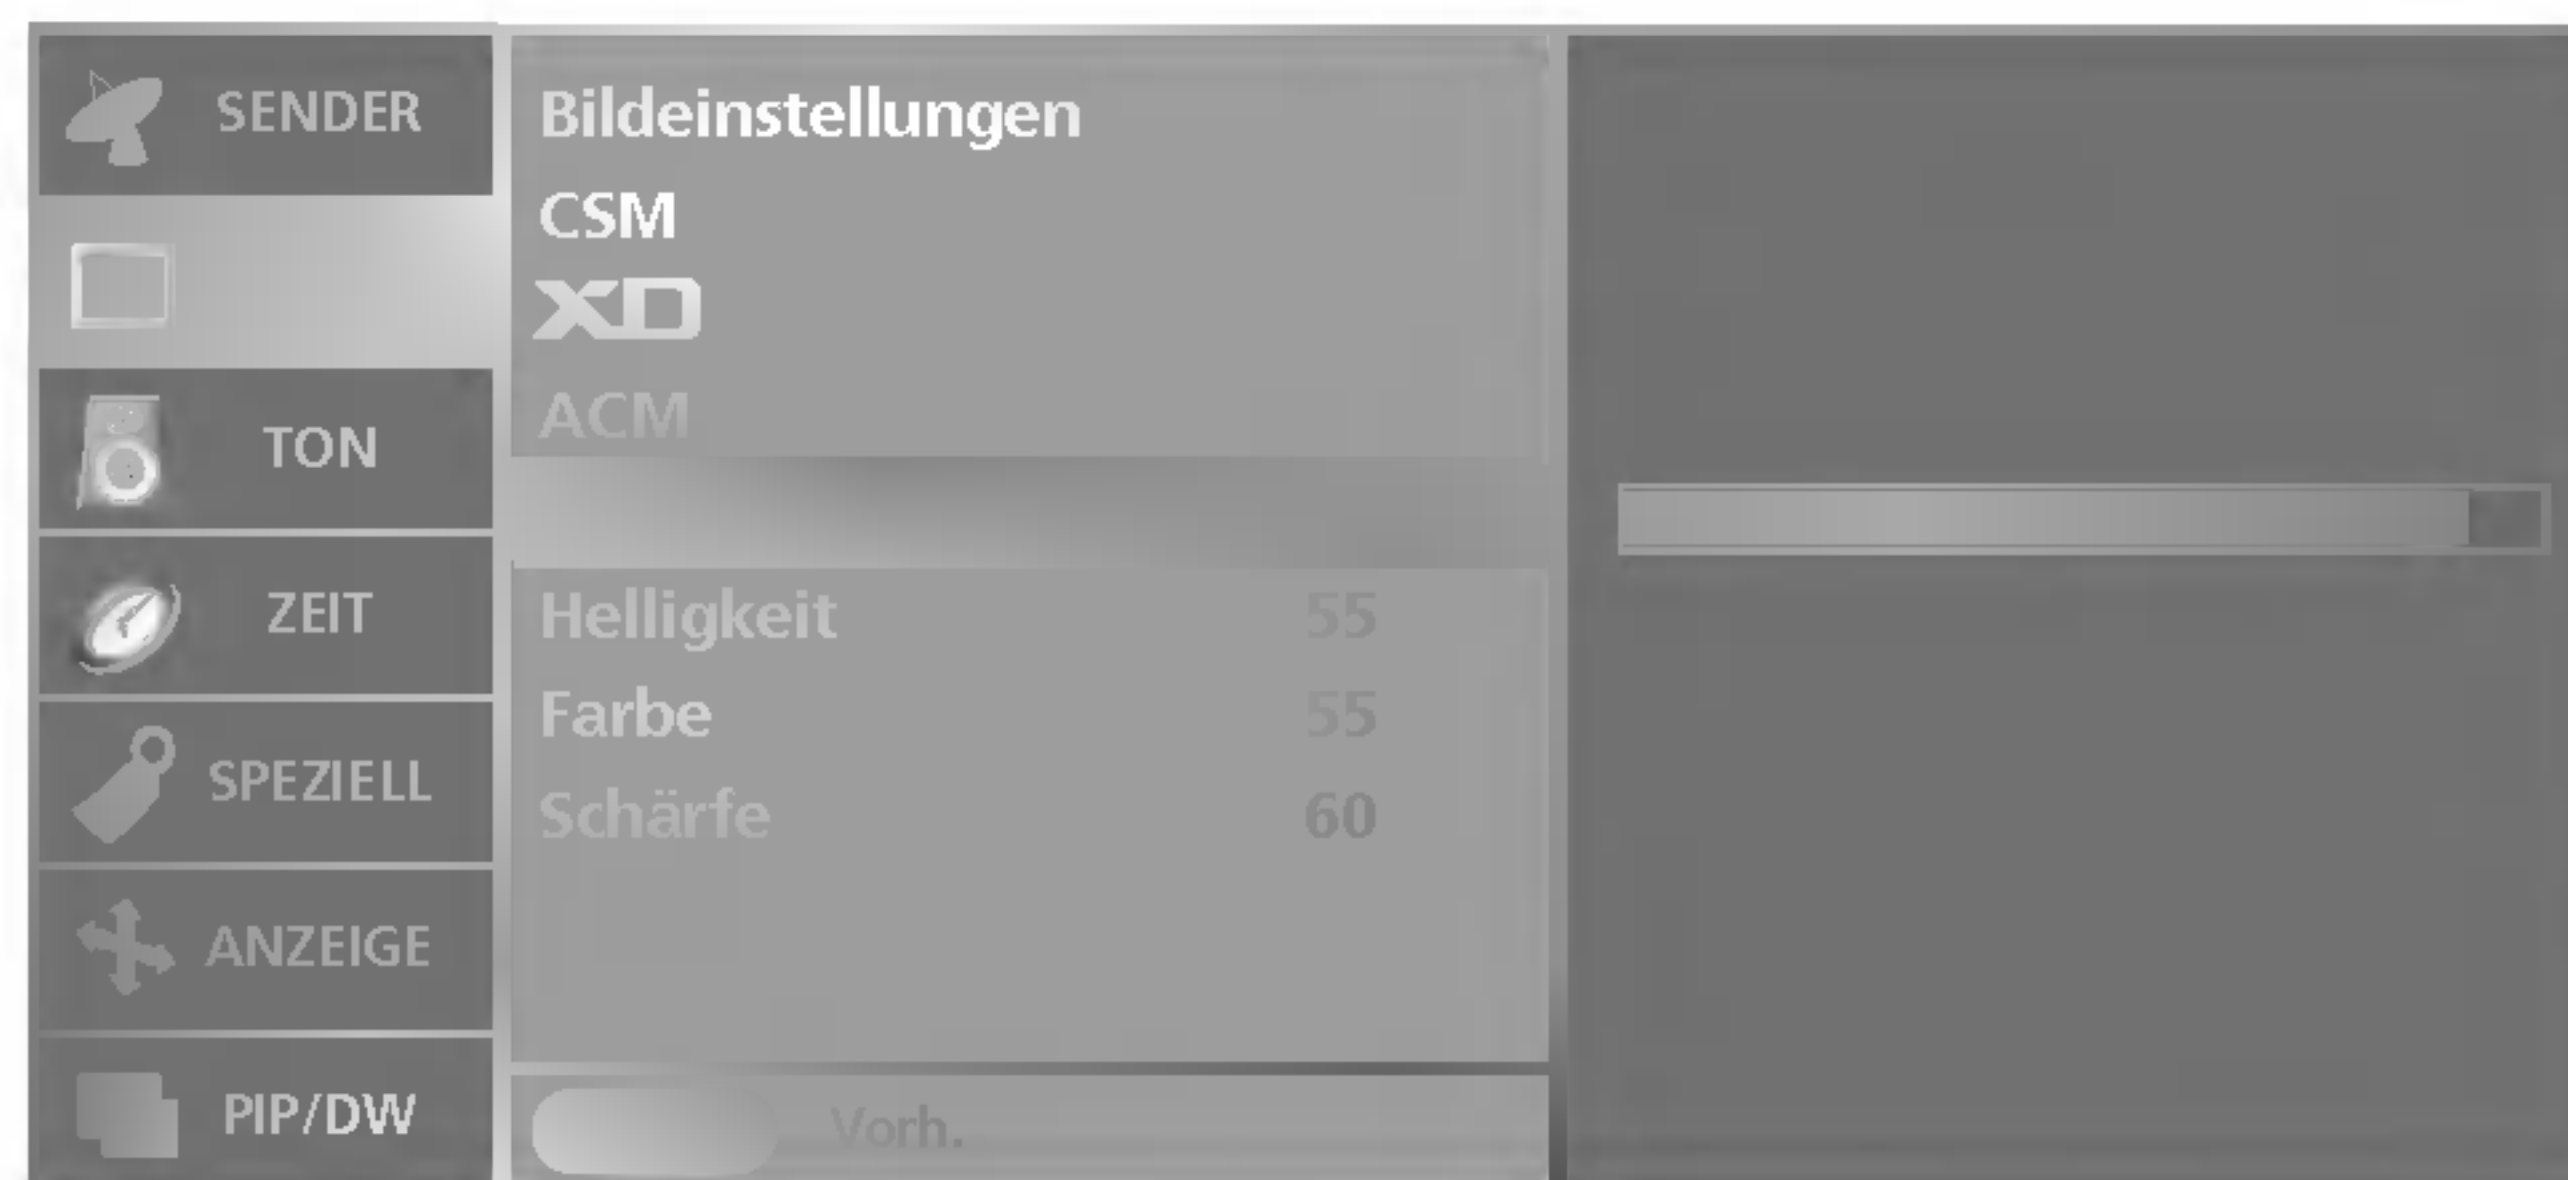 SENDER
TON
ZEIT
SPEZIELL
ANZEIGE
PIP/DW
Bildeinstellungen
CSM
XD
ACM
Helligkeit 55
Farbe 55
Schärfe 60
Vorh.